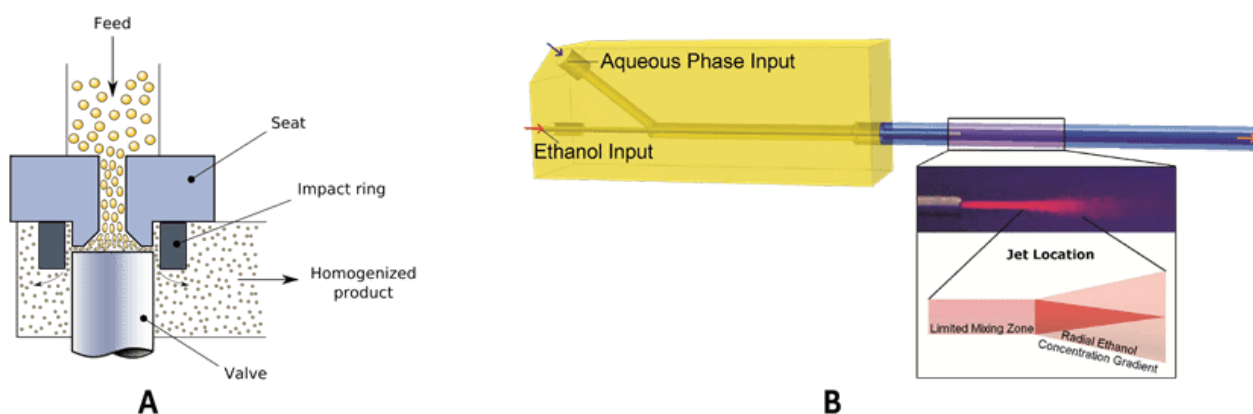 Feed
Seat
Impact ring
Homogenized
product
Valve
A
Aqueous Phase Input
Ethanol Input
Jet Location
Limited Mixing Zone
Radial Ethanol
Concentration Gradient
B